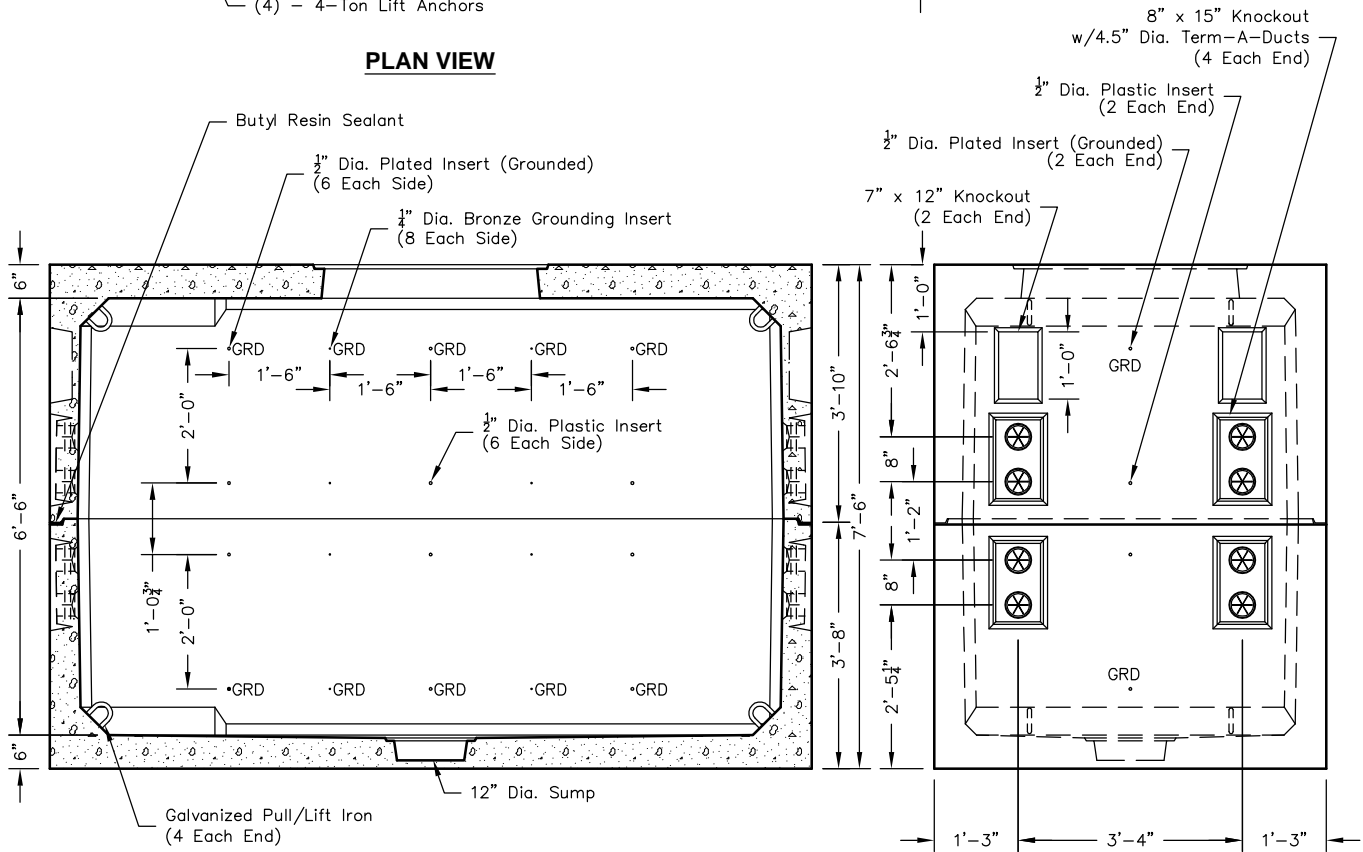 (4) – 4–Ton Lift Anchors
PLAN VIEW
8” x 15” Knockout
w/4.5” Dia. Term–A–Ducts
(4 Each End)
½” Dia. Plastic Insert
(2 Each End)
½” Dia. Plated Insert (Grounded)
(2 Each End)
7” x 12” Knockout
(2 Each End)
Butyl Resin Sealant
½” Dia. Plated Insert (Grounded)
(6 Each Side)
¼” Dia. Bronze Grounding Insert
(8 Each Side)
6”
6’–6”
6”
GRD GRD GRD GRD GRD
1’–6” 1’–6” 1’–6” 1’–6”
2’–0”
½” Dia. Plastic Insert
(6 Each Side)
1’–0¾”
2’–0”
GRD GRD GRD GRD GRD
12” Dia. Sump
Galvanized Pull/Lift Iron
(4 Each End)
3’–10”
3’–8”
7’–6”
2’–6¾”
8”
1’–2”
8”
2’–5¼”
1’–0”
1’–0”
GRD
GRD
1’–3” 3’–4” 1’–3”